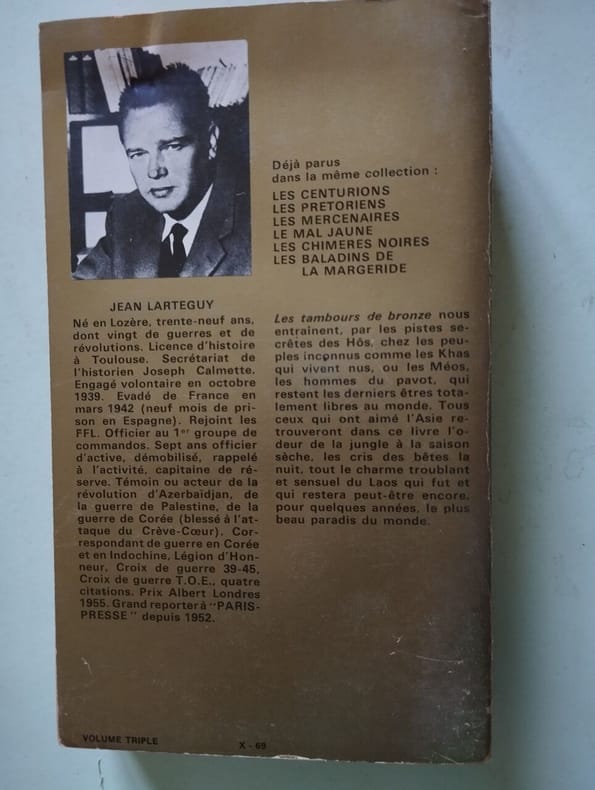 Déjà parus
dans la même collection :
LES CENTURIONS
LES PRETORIENS
LES MERCENAIRES
LE MAL JAUNE
LES CHIMERES NOIRES
LES BALADINS DE
LA MARGERIDE
JEAN LARTEGUY
Né en Lozère, trente-neuf ans,
dont vingt de guerres et de
révolutions. Licence d'histoire
à Toulouse. Secrétariat de
l'historien Joseph Calmette.
Engagé volontaire en octobre
1939. Evadé de France en
mars 1942 (neuf mois de pri-
son en Espagne). Rejoint les
FFL. Officier au 1er groupe de
commandos. Sept ans officier
d'active, démobilisé, rappelé
à l'activité, capitaine de ré-
serve. Témoin ou acteur de la
révolution d'Azerbaïdjan, de
la guerre de Palestine, de la
guerre de Corée (blessé à l'at-
taque du Crève-Cœur). Cor-
respondant de guerre en Corée
et en Indochine, Légion d'Hon-
neur, Croix de guerre 39-45,
Croix de guerre T.O.E., quatre
citations. Prix Albert Londres
1955. Grand reporter à "PARIS-
PRESSE" depuis 1952.
Les tambours de bronze nous
entraînent, par les pistes se-
crêtes des Hôs, chez les peu-
ples inconnus comme les Khas
qui vivent nus, ou les Méos,
les hommes du pavot, qui
restent les derniers êtres tota-
lement libres au monde. Tous
ceux qui ont aimé l'Asie re-
trouveront dans ce livre l'o-
deur de la jungle à la saison
sèche, les cris des bêtes la
nuit, tout le charme troublant
et sensuel du Laos qui fut et
qui restera peut-être encore,
pour quelques années, le plus
beau paradis du monde.
VOLUME TRIPLE
X - 69